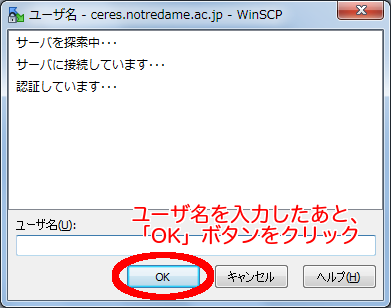 ユーザ名 - ceres.notredame.ac.jp - WinSCP
サーバを探索中･･･
サーバに接続しています･･･
認証しています･･･
ユーザ名を入力したあと、
「OK」ボタンをクリック
ユーザ名(U):
OK キャンセル ヘルプ(H)